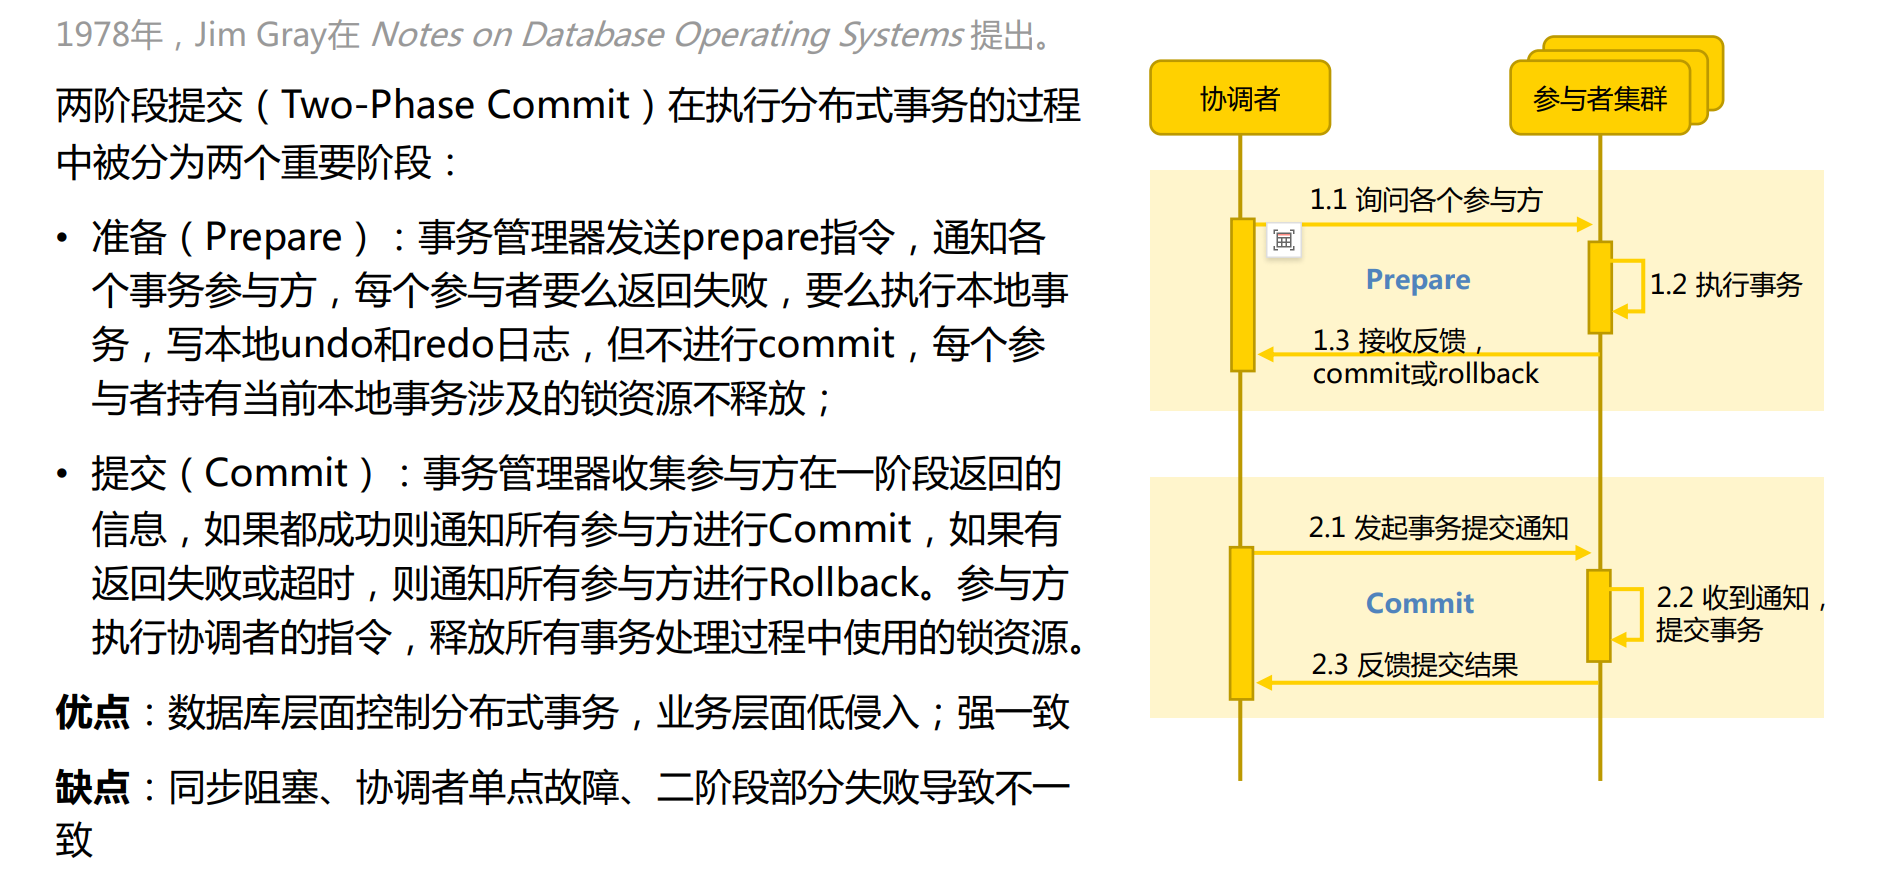 1978年，Jim Gray在 Notes on Database Operating Systems 提出。
两阶段提交（Two-Phase Commit）在执行分布式事务的过程
中被分为两个重要阶段：
• 准备（Prepare）：事务管理器发送prepare指令，通知各
个事务参与方，每个参与者要么返回失败，要么执行本地事
务，写本地undo和redo日志，但不进行commit，每个参
与者持有当前本地事务涉及的锁资源不释放；
• 提交（Commit）：事务管理器收集参与方在一阶段返回的
信息，如果都成功则通知所有参与方进行Commit，如果有
返回失败或超时，则通知所有参与方进行Rollback。参与方
执行协调者的指令，释放所有事务处理过程中使用的锁资源。
优点：数据库层面控制分布式事务，业务层面低侵入；强一致
缺点：同步阻塞、协调者单点故障、二阶段部分失败导致不一
致
协调者
参与者集群
1.1 询问各个参与方
Prepare
1.2 执行事务
1.3 接收反馈，
commit或rollback
2.1 发起事务提交通知
Commit
2.2 收到通知，
提交事务
2.3 反馈提交结果